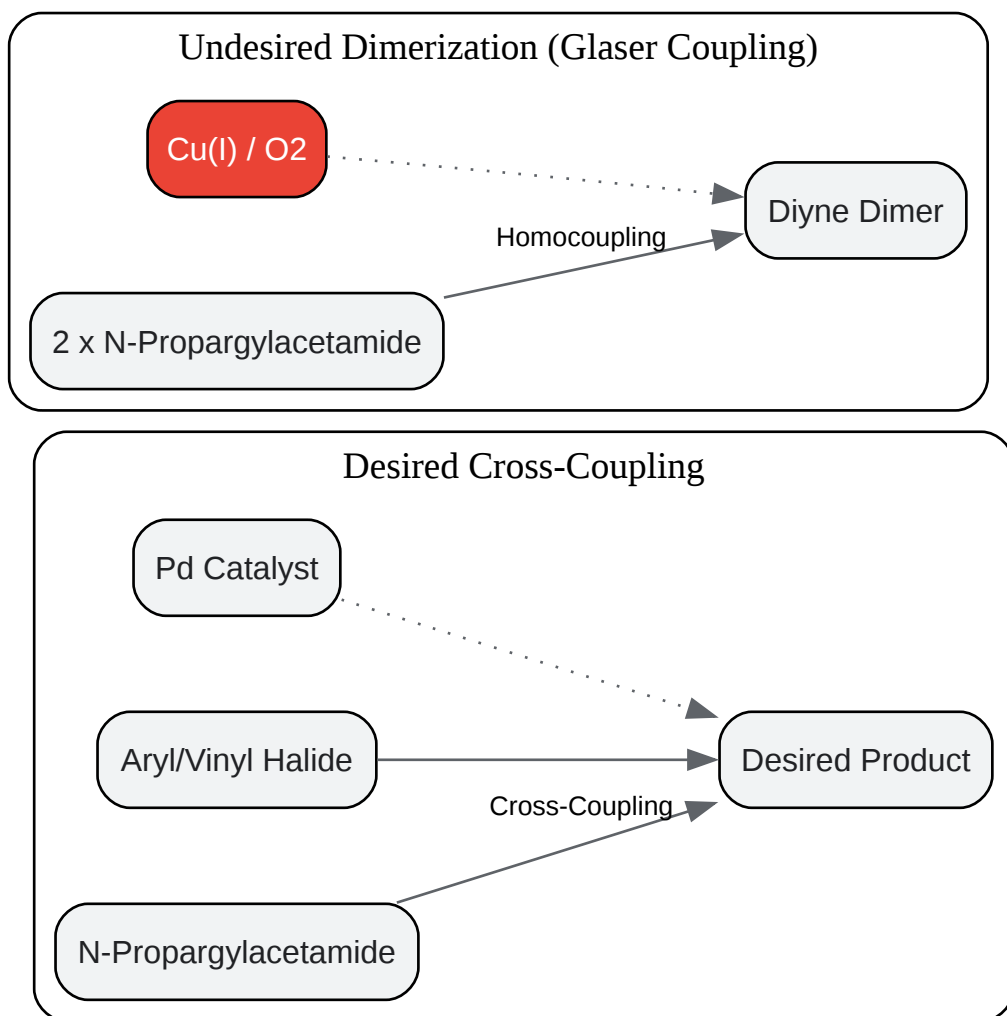 Undesired Dimerization (Glaser Coupling)
Cu(I) / O2
Diyne Dimer
Homocoupling
2 x N-Propargylacetamide
Desired Cross-Coupling
Pd Catalyst
Aryl/Vinyl Halide
Desired Product
Cross-Coupling
N-Propargylacetamide